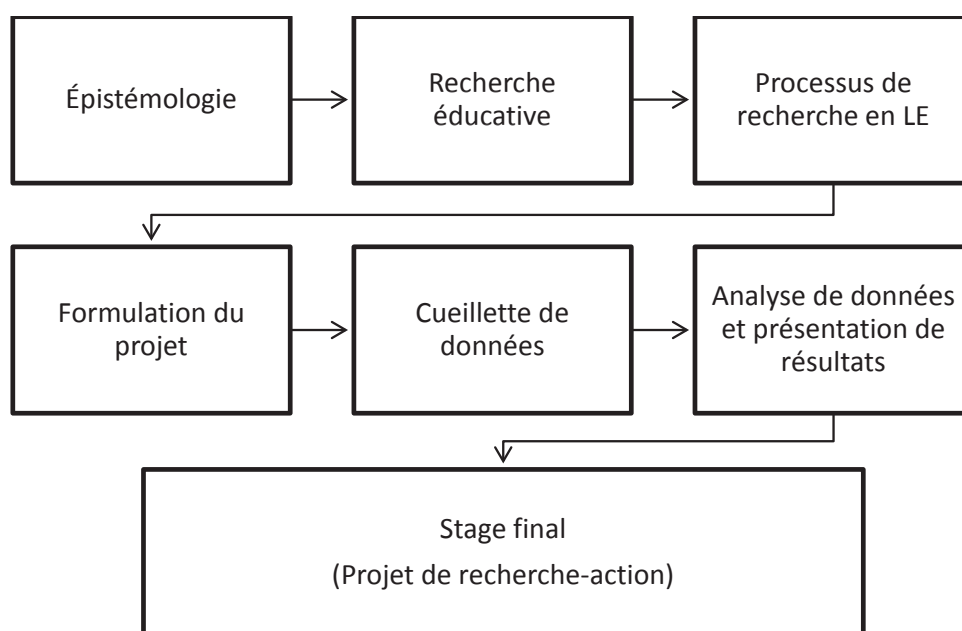 Épistémologie
Recherche
éducative
Processus de
recherche en LE
Formulation du
projet
Cueillette de
données
Analyse de données
et présentation de
résultats
Stage final
(Projet de recherche-action)